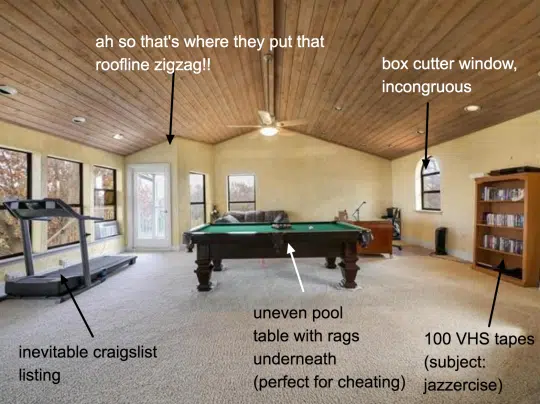 ah so that's where they put that
roofline zigzag!!
box cutter window,
incongruous
inevitable craigslist
listing
uneven pool
table with rags
underneath
(perfect for cheating)
100 VHS tapes
(subject:
jazzercise)